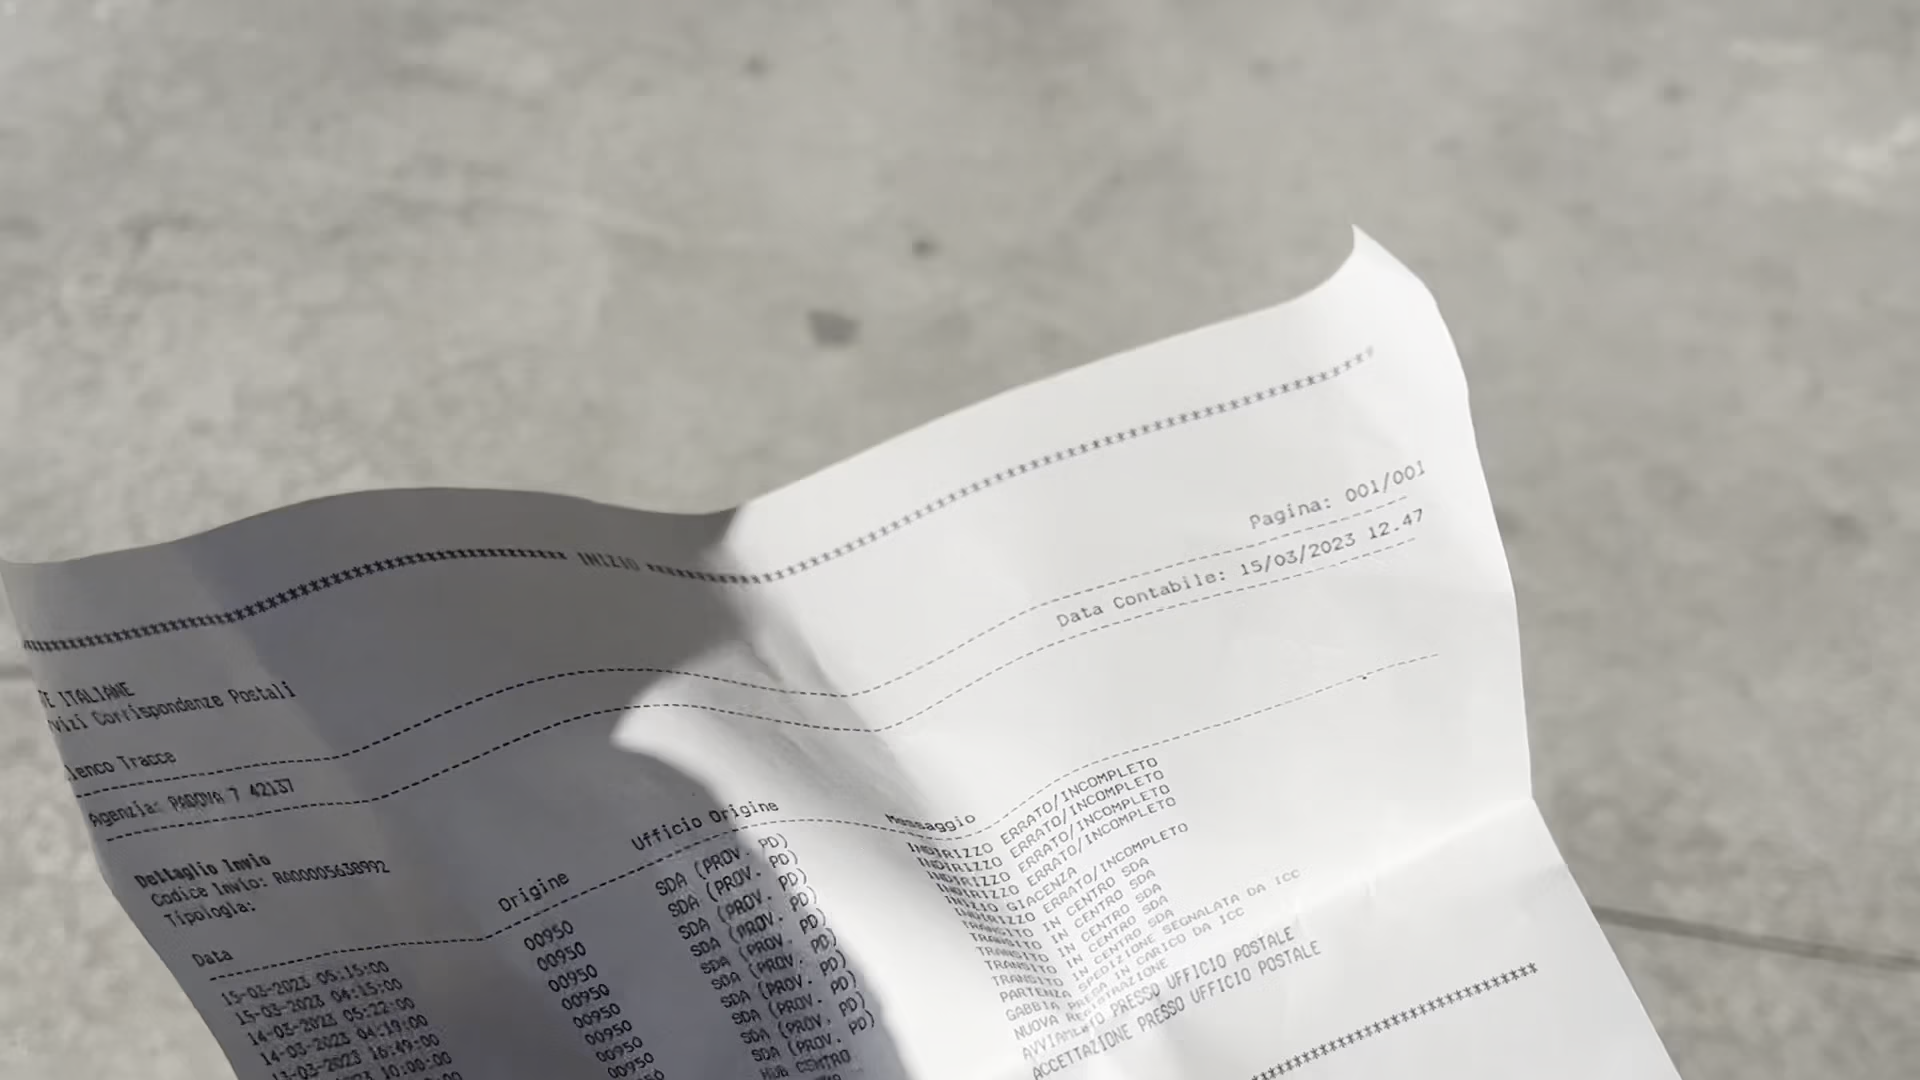 INIZIO
Pagina: 001/001
E ITALIANE
vizi Corrispondenze Postali
Data Contabile: 15/03/2023 12.47
lenco Tracce
Agenzia: PADOVA 7 42137
Dettaglio Invio
Codice Invio: RA00005638992
Tipologia:
Data Origine Ufficio Origine Messaggio
15-03-2023 05:15:00 00950 SDA (PROV. PD) INDIRIZZO ERRATO/INCOMPLETO
15-03-2023 04:15:00 00950 SDA (PROV. PD) INDIRIZZO ERRATO/INCOMPLETO
14-03-2023 05:22:00 00950 SDA (PROV. PD) INDIRIZZO ERRATO/INCOMPLETO
14-03-2023 04:19:00 00950 SDA (PROV. PD) INDIRIZZO ERRATO/INCOMPLETO
13-03-2023 16:49:00 00950 SDA (PROV. PD) INIZIO GIACENZA
2023 10:00:00 00950 SDA (PROV. PD) INDIRIZZO ERRATO/INCOMPLETO
00950 SDA (PROV. PD) TRANSITO IN CENTRO SDA
SDA (PROV. PD) TRANSITO IN CENTRO SDA
HUB CENTRO TRANSITO IN CENTRO SDA
TRANSITO IN CENTRO SDA
PARTENZA SPEDIZIONE SEGNALATA DA ICC
GABBIA PRESA IN CARICO DA ICC
NUOVA REGISTRAZIONE
AVVIAMENTO PRESSO UFFICIO POSTALE
ACCETTAZIONE PRESSO UFFICIO POSTALE